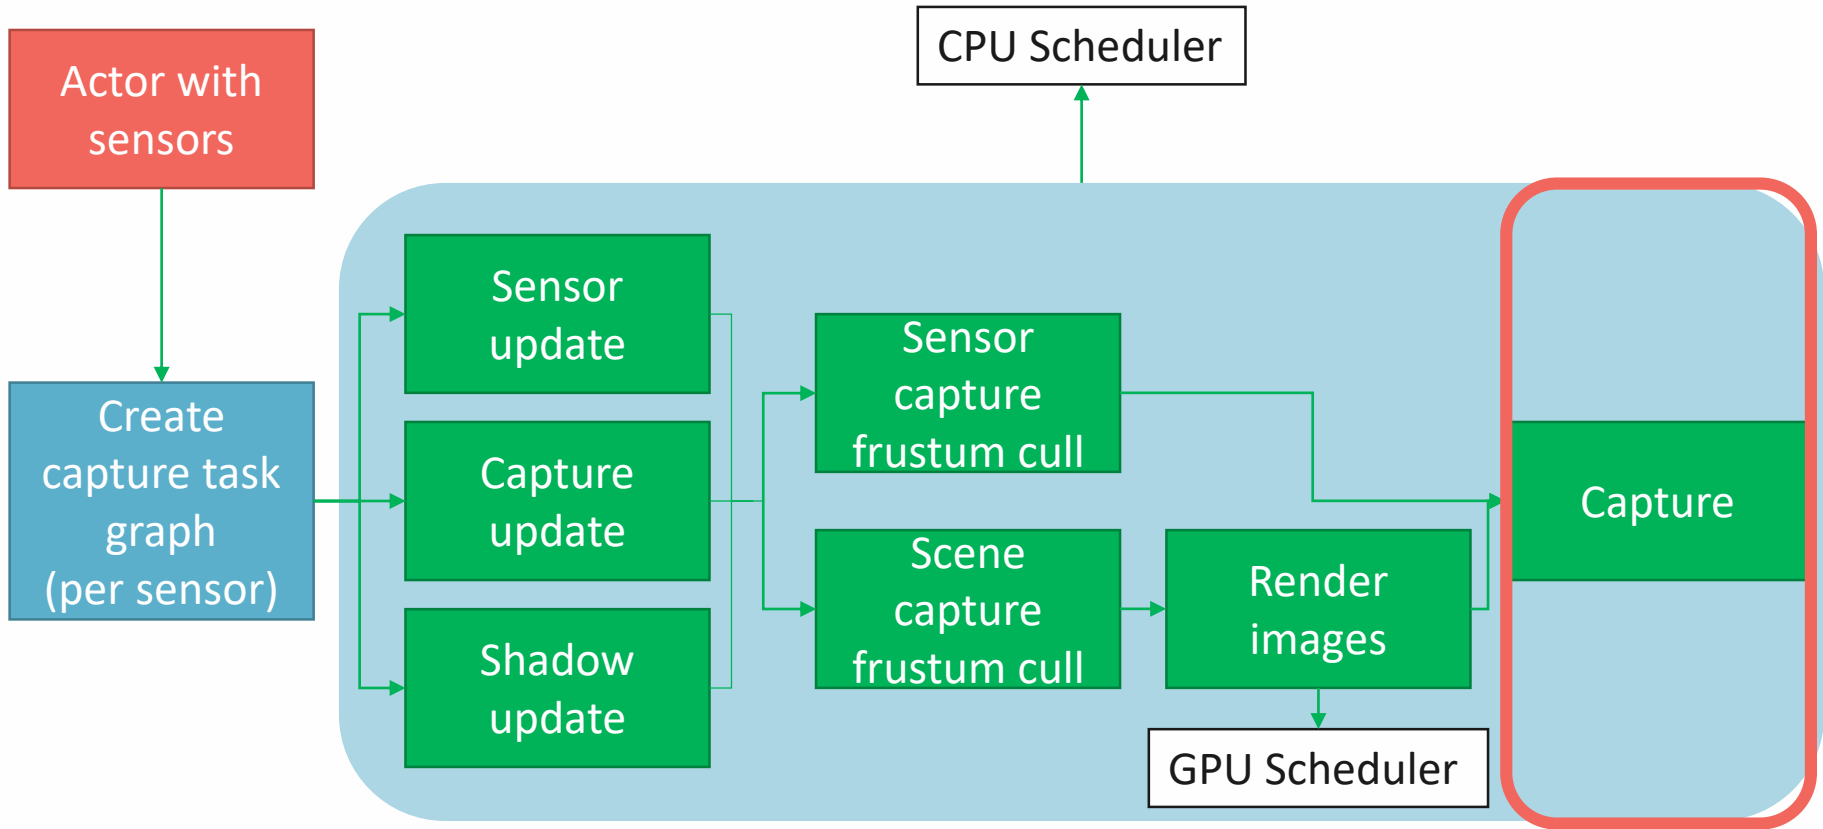 CPU Scheduler
Actor with
sensors
Sensor
update
Sensor
capture
frustum cull
Create
capture task
graph
(per sensor)
Capture
update
Capture
Scene
capture
frustum cull
Render
images
Shadow
update
GPU Scheduler